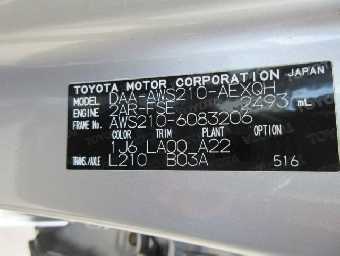 TOYOTA MOTOR CORPORATION JAPAN
MODEL DAA-AWS210-AEXQH
ENGINE 2AR-FSE 2493 mL
FRAME No. AWS210-6083206
COLOR TRIM PLANT OPTION
1J6 LA00 A22
TRANS./AXLE L210 B03A 516